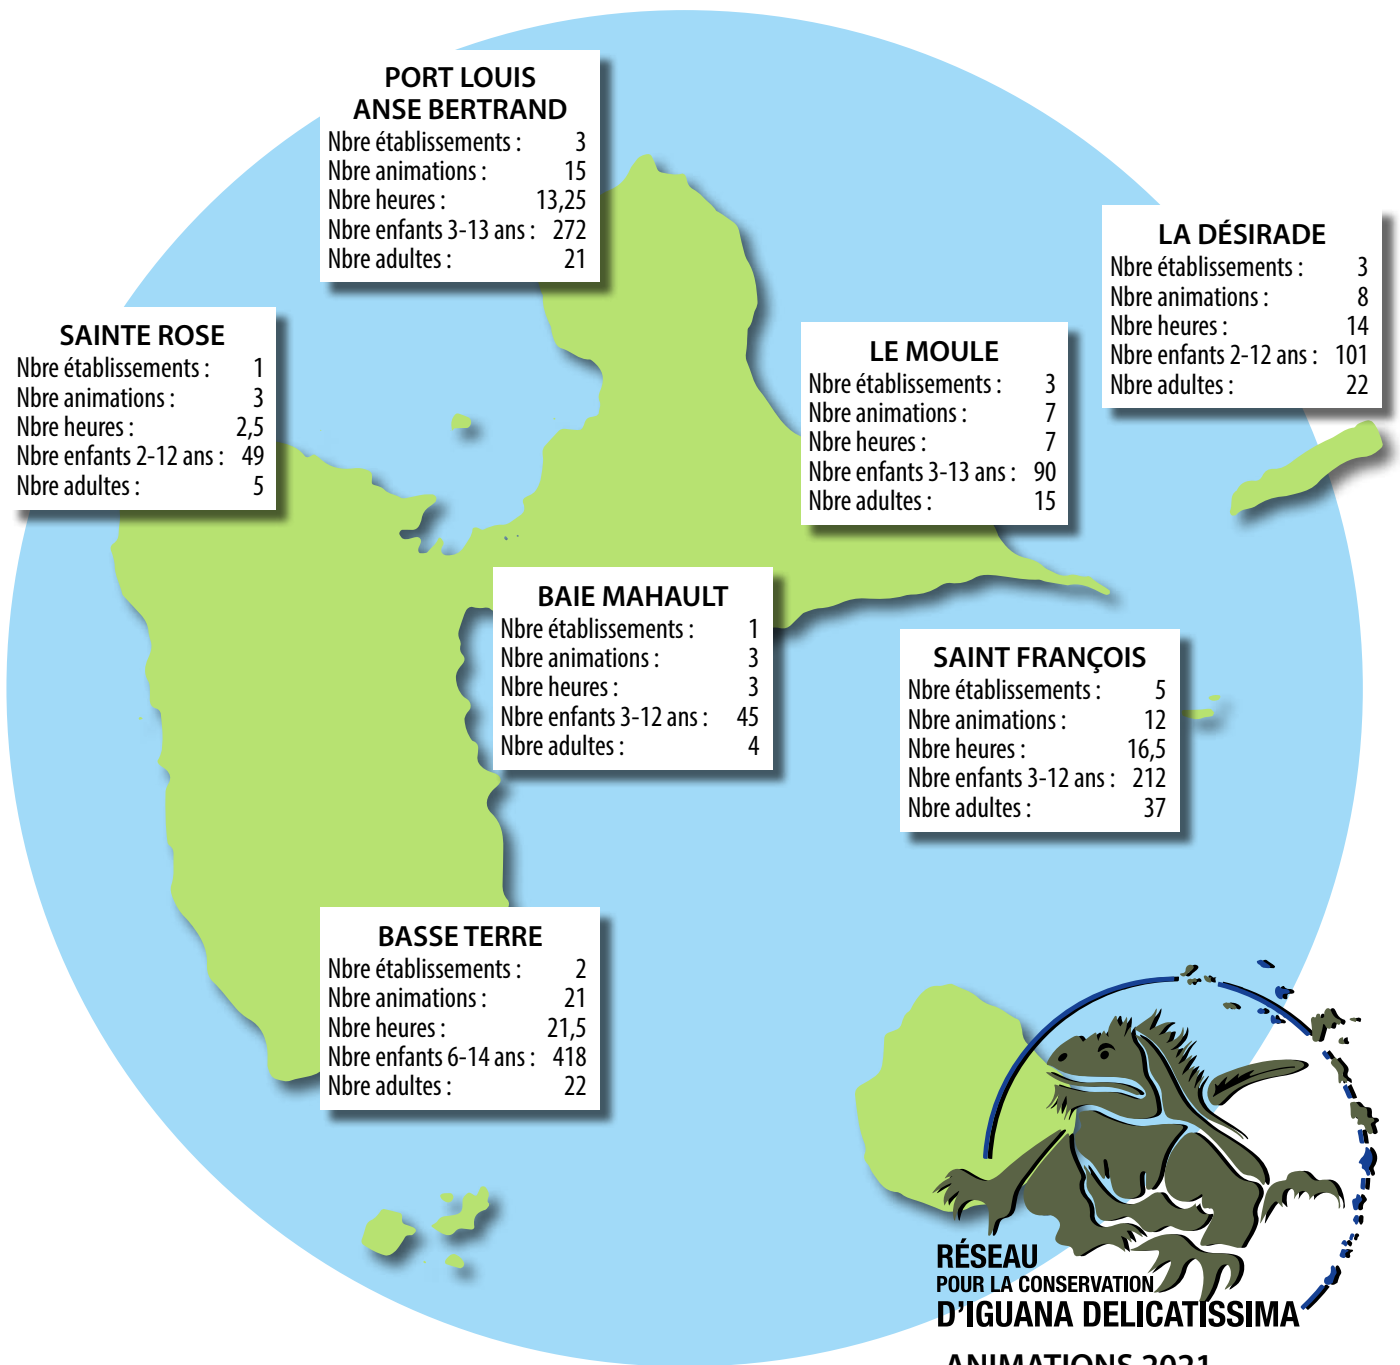 PORT LOUIS
ANSE BERTRAND
Nbre établissements : 3
Nbre animations : 15
Nbre heures : 13,25
Nbre enfants 3-13 ans : 272
Nbre adultes : 21
LA DÉSIRADE
Nbre établissements : 3
Nbre animations : 8
Nbre heures : 14
Nbre enfants 2-12 ans : 101
Nbre adultes : 22
SAINTE ROSE
Nbre établissements : 1
Nbre animations : 3
Nbre heures : 2,5
Nbre enfants 2-12 ans : 49
Nbre adultes : 5
LE MOULE
Nbre établissements : 3
Nbre animations : 7
Nbre heures : 7
Nbre enfants 3-13 ans : 90
Nbre adultes : 15
BAIE MAHAULT
Nbre établissements : 1
Nbre animations : 3
Nbre heures : 3
Nbre enfants 3-12 ans : 45
Nbre adultes : 4
SAINT FRANÇOIS
Nbre établissements : 5
Nbre animations : 12
Nbre heures : 16,5
Nbre enfants 3-12 ans : 212
Nbre adultes : 37
BASSE TERRE
Nbre établissements : 2
Nbre animations : 21
Nbre heures : 21,5
Nbre enfants 6-14 ans : 418
Nbre adultes : 22
RÉSEAU
POUR LA CONSERVATION
D'IGUANA DELICATISSIMA
ANIMATIONS 2021